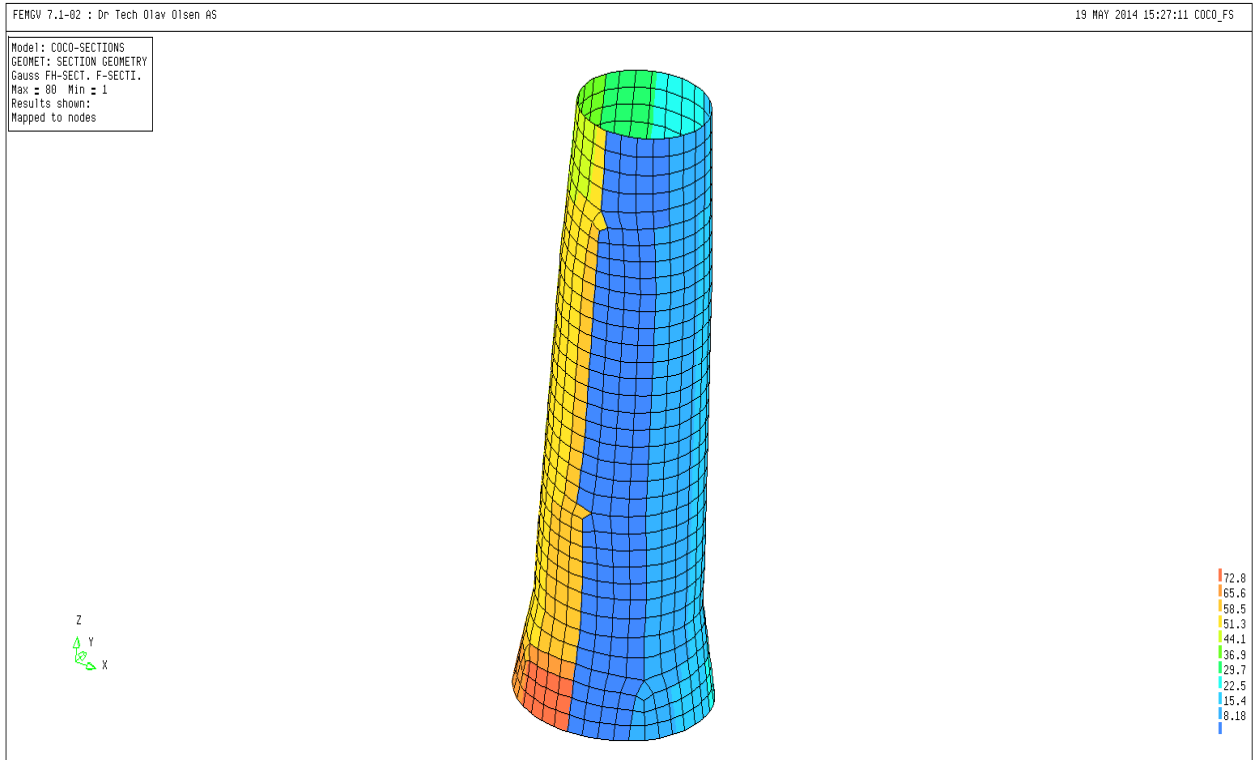 FEMGV 7.1-02 : Dr Tech Olav Olsen AS
19 MAY 2014 15:27:11 COCO_FS
Model: COCO-SECTIONS
GEOMET: SECTION GEOMETRY
Gauss FH-SECT. F-SECTI.
Max = 80 Min = 1
Results shown:
Mapped to nodes
72.8
65.6
58.5
51.3
44.1
36.9
29.7
22.5
15.4
8.18
Z
Y
X